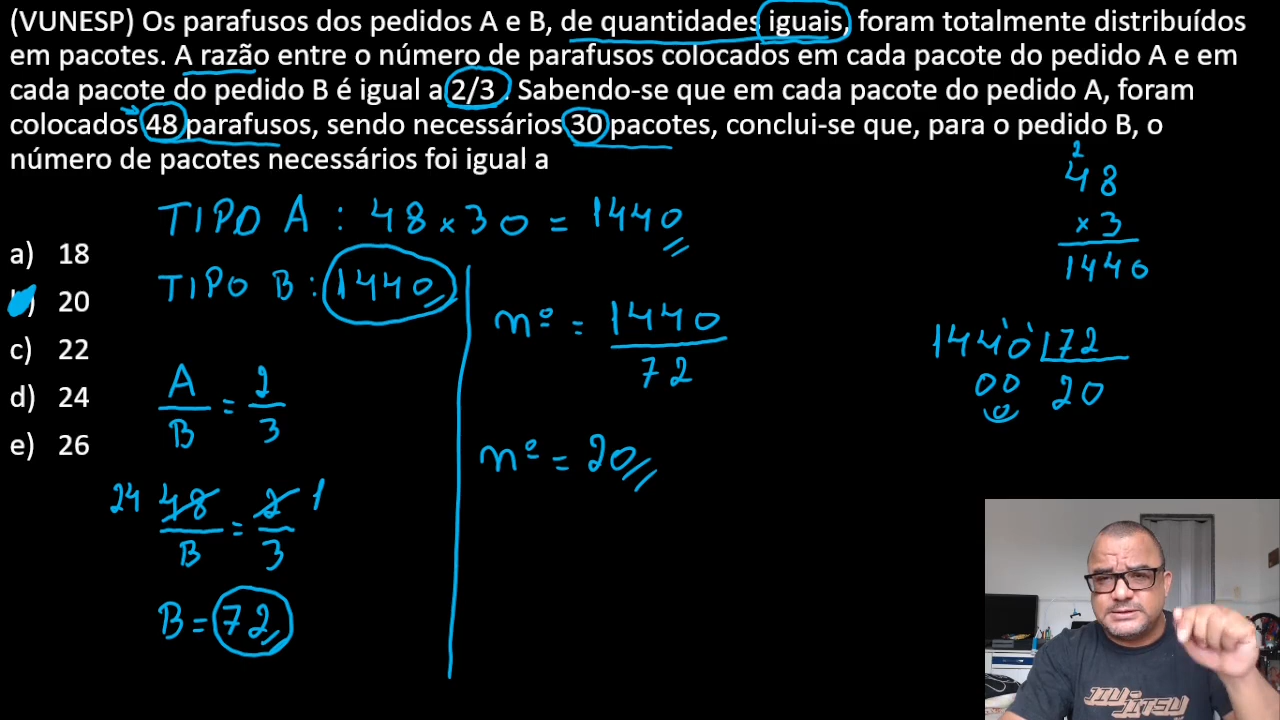 (VUNESP) Os parafusos dos pedidos A e B, de quantidades iguais, foram totalmente distribuídos
em pacotes. A razão entre o número de parafusos colocados em cada pacote do pedido A e em
cada pacote do pedido B é igual a 2/3 . Sabendo-se que em cada pacote do pedido A, foram
colocados 48 parafusos, sendo necessários 30 pacotes, conclui-se que, para o pedido B, o
número de pacotes necessários foi igual a
a) 18
b) 20
c) 22
d) 24
e) 26
TIPO A : 48 x 30 = 1440
TIPO B : 1440
A/B = 2/3
24 48/B = 2/3 1
B = 72
nº = 1440/72
nº = 20
2
48
x 3
1440
1440 72
00 20
0
JIU-
JITSU